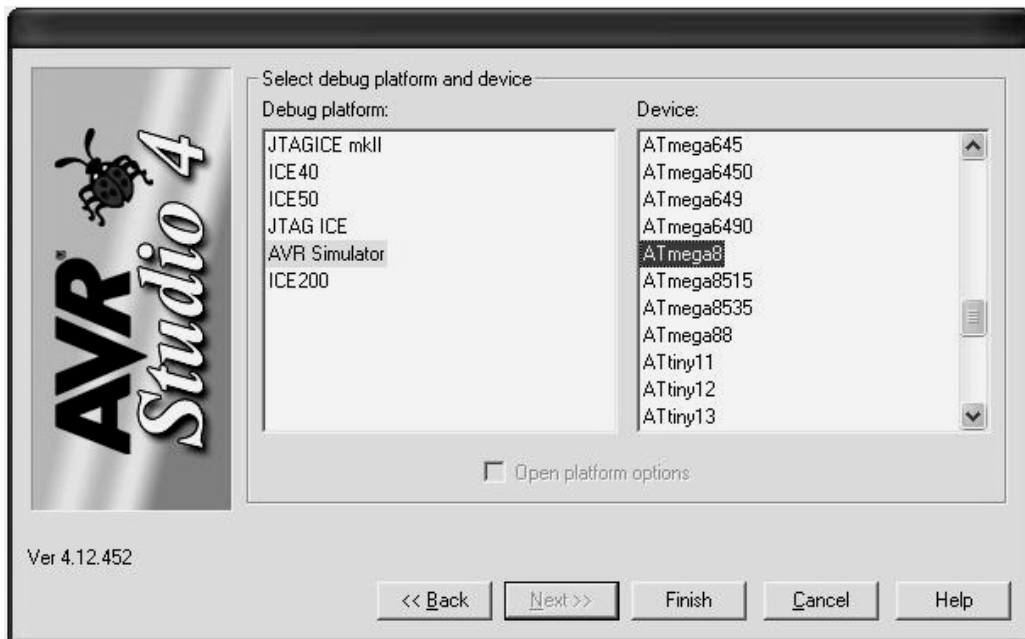 AVR® Studio 4
Select debug platform and device
Debug platform:
JTAGICE mkII
ICE40
ICE50
JTAG ICE
AVR Simulator
ICE200
Device:
ATmega645
ATmega6450
ATmega649
ATmega6490
ATmega8
ATmega8515
ATmega8535
ATmega88
ATtiny11
ATtiny12
ATtiny13
Open platform options
Ver 4.12.452
<< Back
Next >>
Finish
Cancel
Help